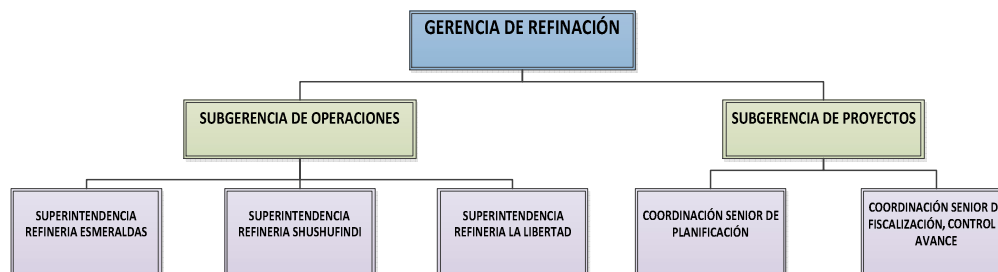 GERENCIA DE REFINACIÓN
SUBGERENCIA DE OPERACIONES
SUBGERENCIA DE PROYECTOS
SUPERINTENDENCIA
REFINERIA ESMERALDAS
SUPERINTENDENCIA
REFINERIA SHUSHUFINDI
SUPERINTENDENCIA
REFINERIA LA LIBERTAD
COORDINACIÓN SENIOR DE
PLANIFICACIÓN
COORDINACIÓN SENIOR
FISCALIZACIÓN, CONTROL
AVANCE